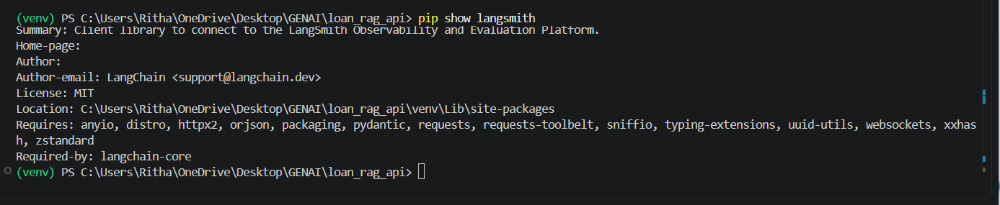 (venv) PS C:\Users\Ritha\OneDrive\Desktop\GENAI\loan_rag_api> pip show langsmith
Summary: Client library to connect to the LangSmith Observability and Evaluation Platform.
Home-page:
Author:
Author-email: LangChain <support@langchain.dev>
License: MIT
Location: C:\Users\Ritha\OneDrive\Desktop\GENAI\loan_rag_api\venv\Lib\site-packages
Requires: anyio, distro, httpx2, orjson, packaging, pydantic, requests, requests-toolbelt, sniffio, typing-extensions, uuid-utils, websockets, xxhas
h, zstandard
Required-by: langchain-core
(venv) PS C:\Users\Ritha\OneDrive\Desktop\GENAI\loan_rag_api>